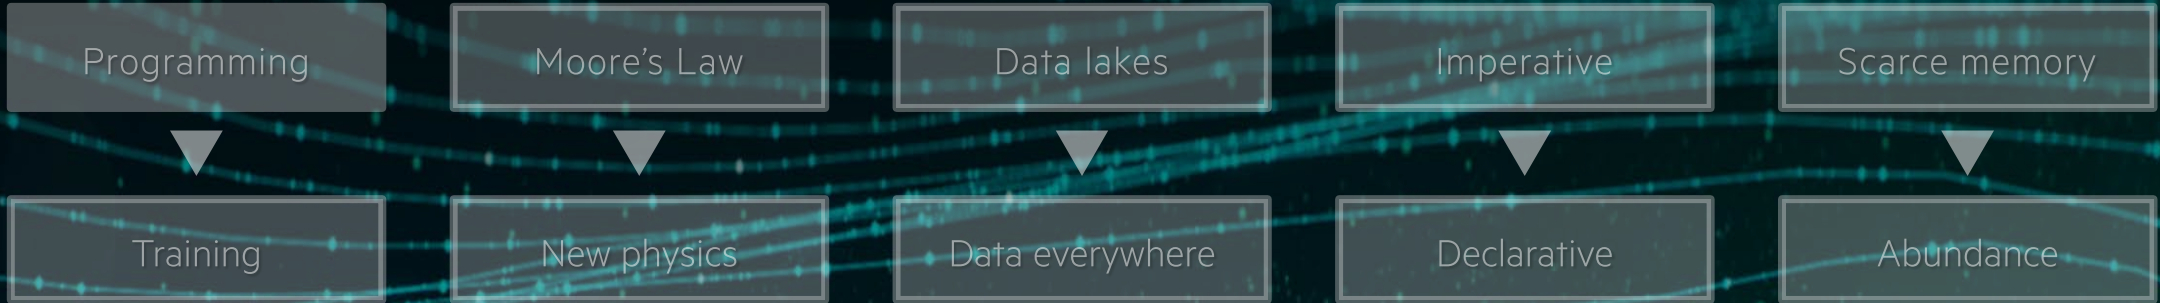 Programming
Moore’s Law
Data lakes
Imperative
Scarce memory
Training
New physics
Data everywhere
Declarative
Abundance